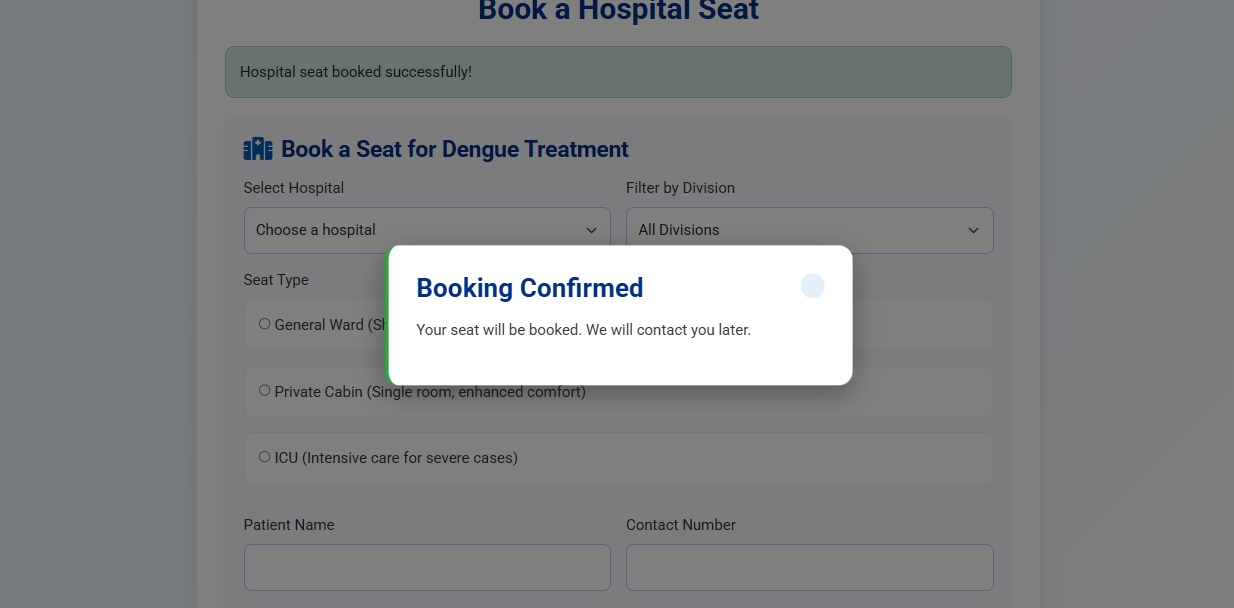 Book a Hospital Seat
Hospital seat booked successfully!
Book a Seat for Dengue Treatment
Select Hospital
Filter by Division
Choose a hospital
All Divisions
Booking Confirmed
Your seat will be booked. We will contact you later.
Seat Type
General Ward (Sh
Private Cabin (Single room, enhanced comfort)
ICU (Intensive care for severe cases)
Patient Name
Contact Number